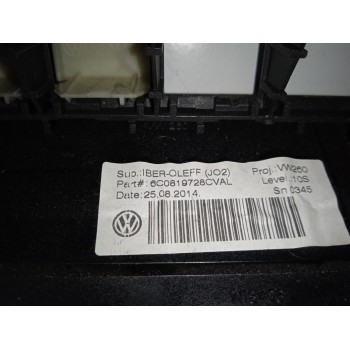 Sup.: IBER-OLEFF (JO2) Proj.: VW250
Part#: 6C0819728CVAL Level: 10S
Date: 25.08.2014. Sn 0345